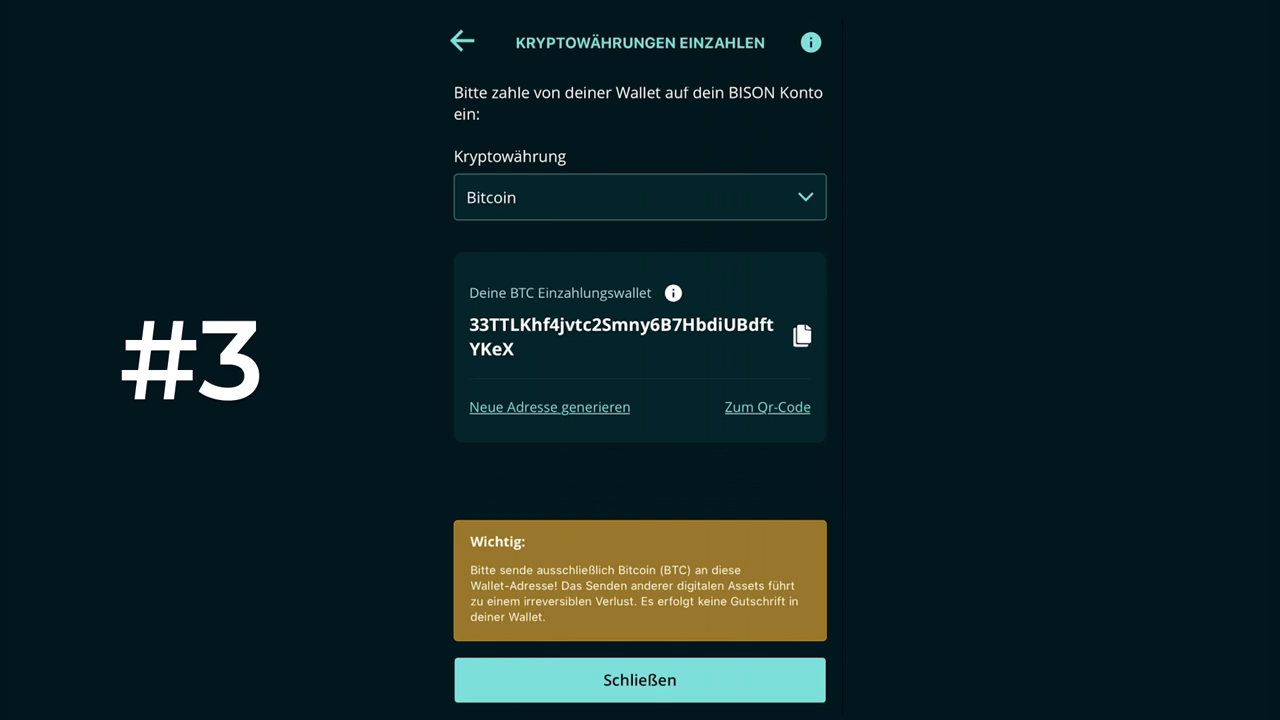 KRYPTOWÄHRUNGEN EINZAHLEN
Bitte zahle von deiner Wallet auf dein BISON Konto
ein:
Kryptowährung
Bitcoin
#3
Deine BTC Einzahlungswallet
33TTLKhf4jvtc2Smny6B7HbdiUBdft
YKeX
Neue Adresse generieren
Zum Qr-Code
Wichtig:
Bitte sende ausschließlich Bitcoin (BTC) an diese
Wallet-Adresse! Das Senden anderer digitalen Assets führt
zu einem irreversiblen Verlust. Es erfolgt keine Gutschrift in
deiner Wallet.
Schließen